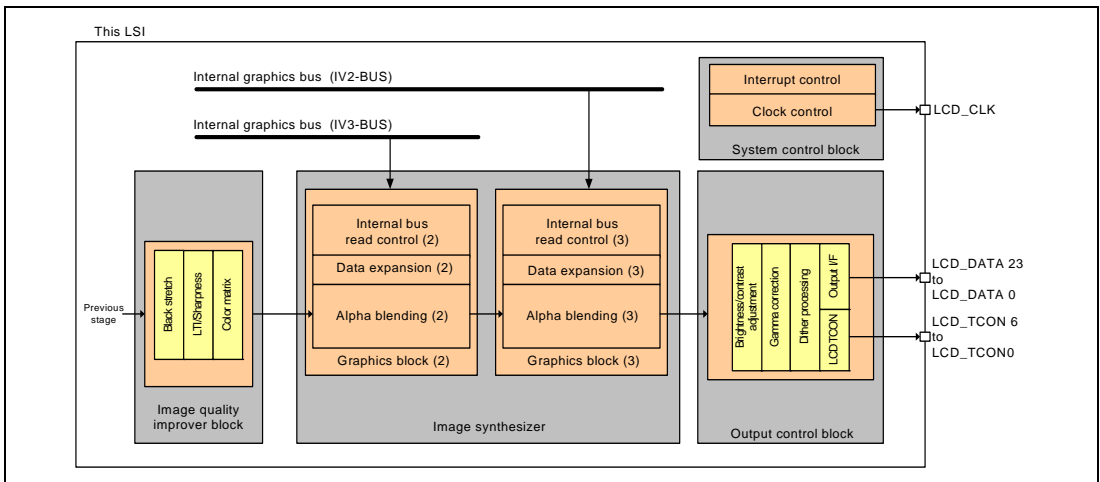 This LSI
Internal graphics bus (IV2-BUS)
Internal graphics bus (IV3-BUS)
Interrupt control
Clock control
System control block
LCD_CLK
Previous
stage
Black stretch
LTI/Sharpness
Color matrix
Image quality
improver block
Internal bus
read control (2)
Data expansion (2)
Alpha blending (2)
Graphics block (2)
Internal bus
read control (3)
Data expansion (3)
Alpha blending (3)
Graphics block (3)
Image synthesizer
Brightness/contrast
adjustment
Gamma correction
Dither processing
Output I/F
LCD TCON
Output control block
LCD_DATA 23
to
LCD_DATA 0
LCD_TCON 6
to
LCD_TCON0